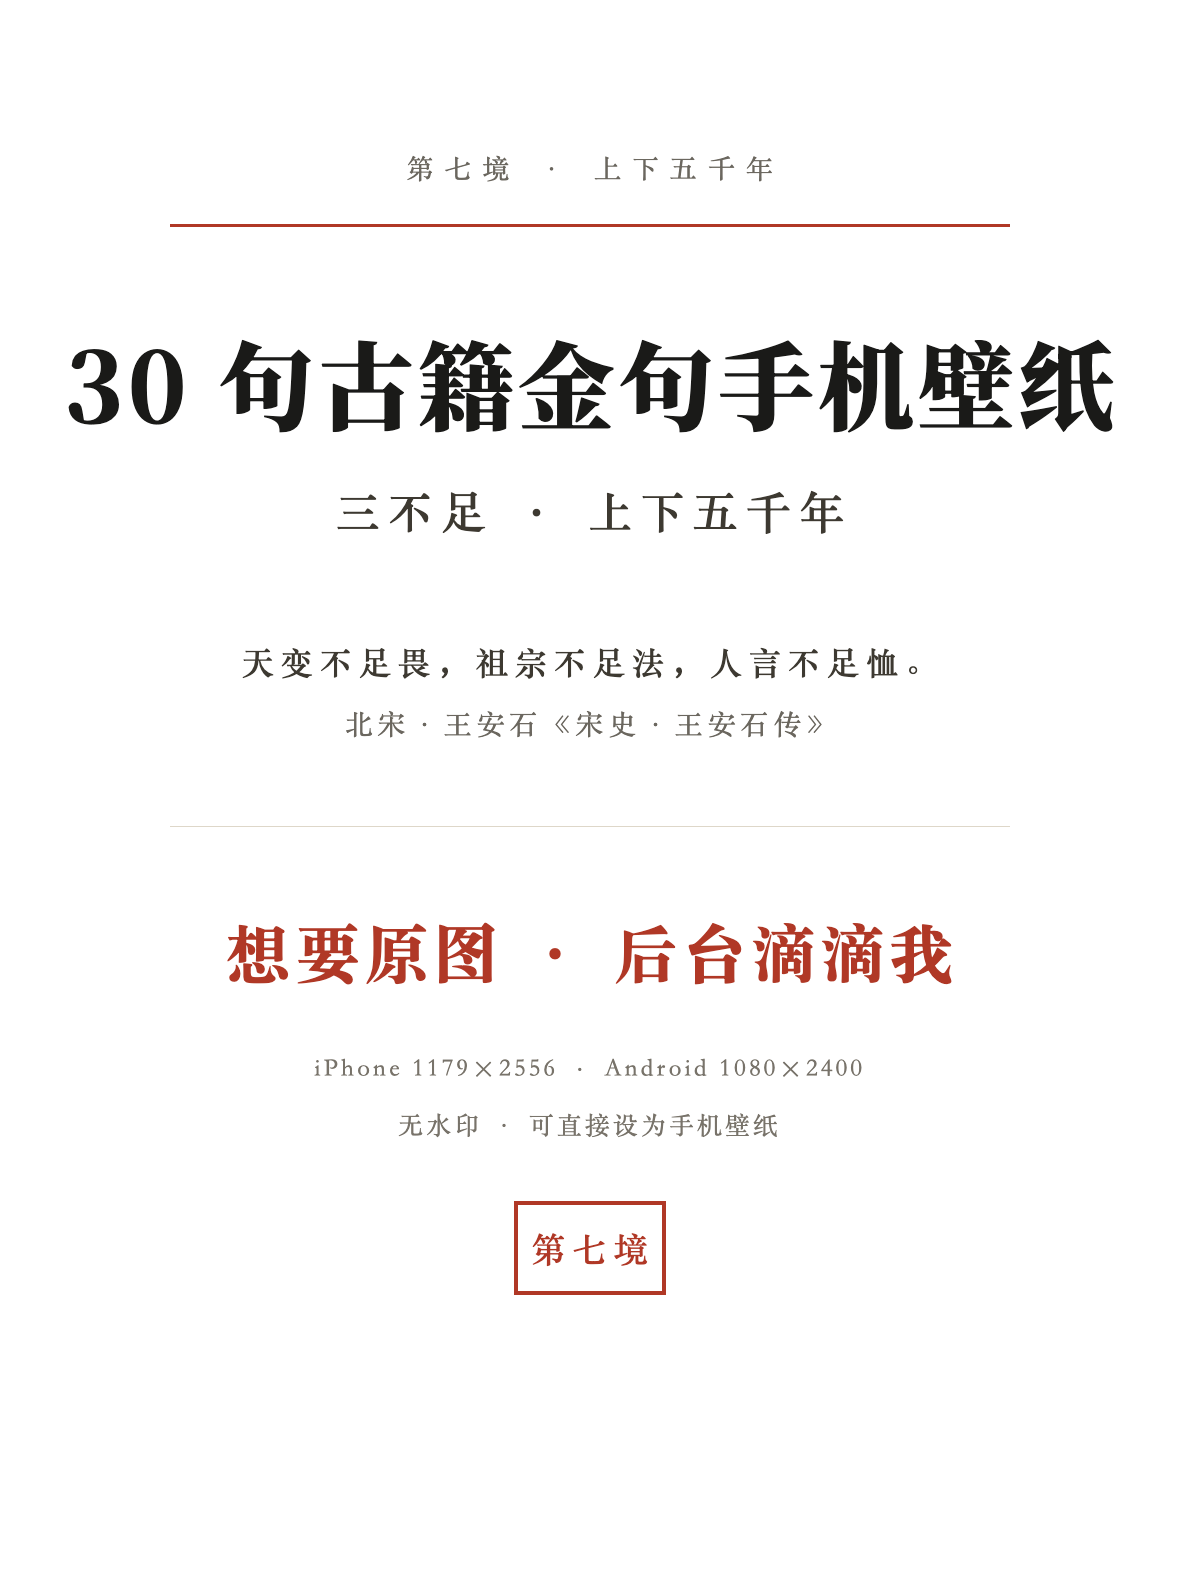 第七境 · 上下五千年
30 句古籍金句手机壁纸
三不足 · 上下五千年
天变不足畏，祖宗不足法，人言不足恤。
北宋 · 王安石《宋史 · 王安石传》
想要原图 · 后台滴滴我
iPhone 1179×2556 · Android 1080×2400
无水印 · 可直接设为手机壁纸
第七境